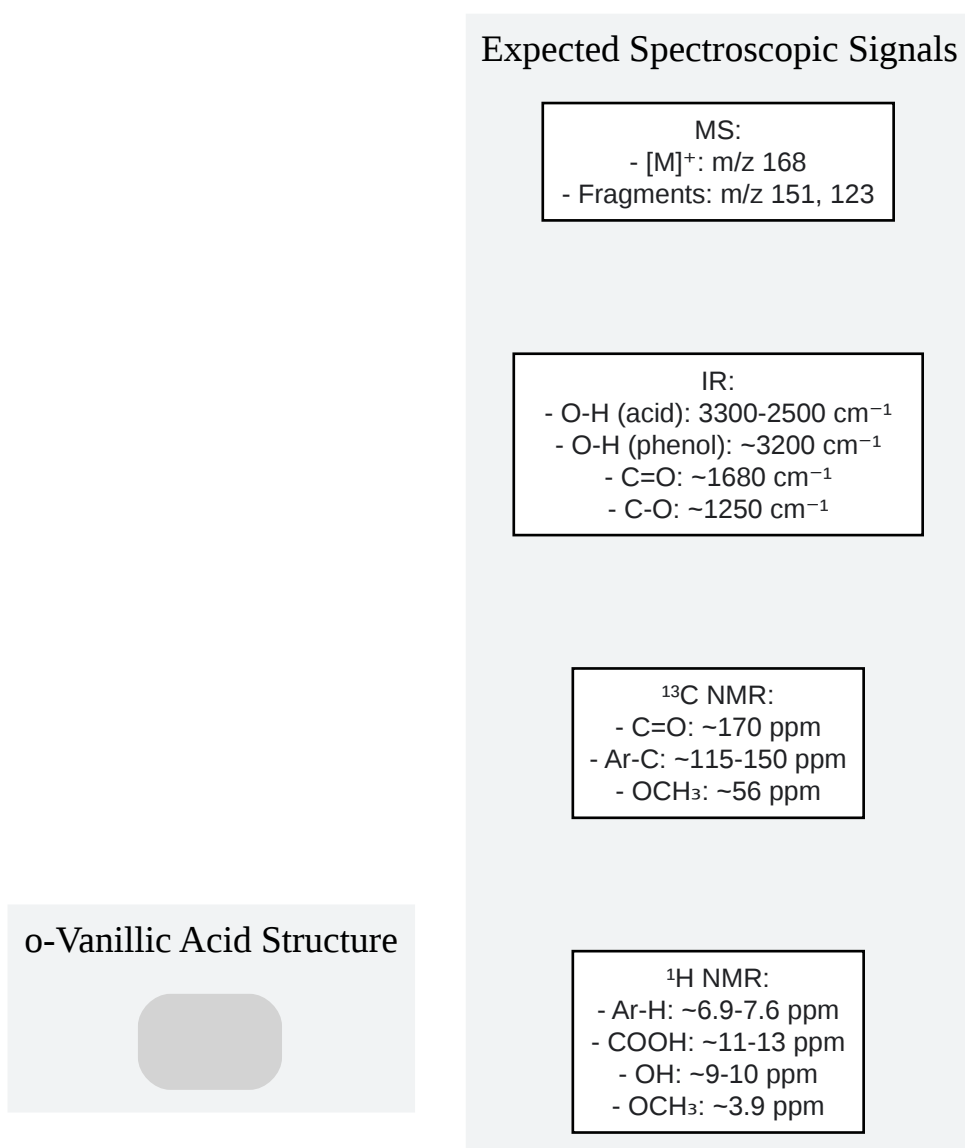 Expected Spectroscopic Signals
MS:
- [M]⁺: m/z 168
- Fragments: m/z 151, 123
IR:
- O-H (acid): 3300-2500 cm⁻¹
- O-H (phenol): ~3200 cm⁻¹
- C=O: ~1680 cm⁻¹
- C-O: ~1250 cm⁻¹
¹³C NMR:
- C=O: ~170 ppm
- Ar-C: ~115-150 ppm
- OCH₃: ~56 ppm
o-Vanillic Acid Structure
¹H NMR:
- Ar-H: ~6.9-7.6 ppm
- COOH: ~11-13 ppm
- OH: ~9-10 ppm
- OCH₃: ~3.9 ppm